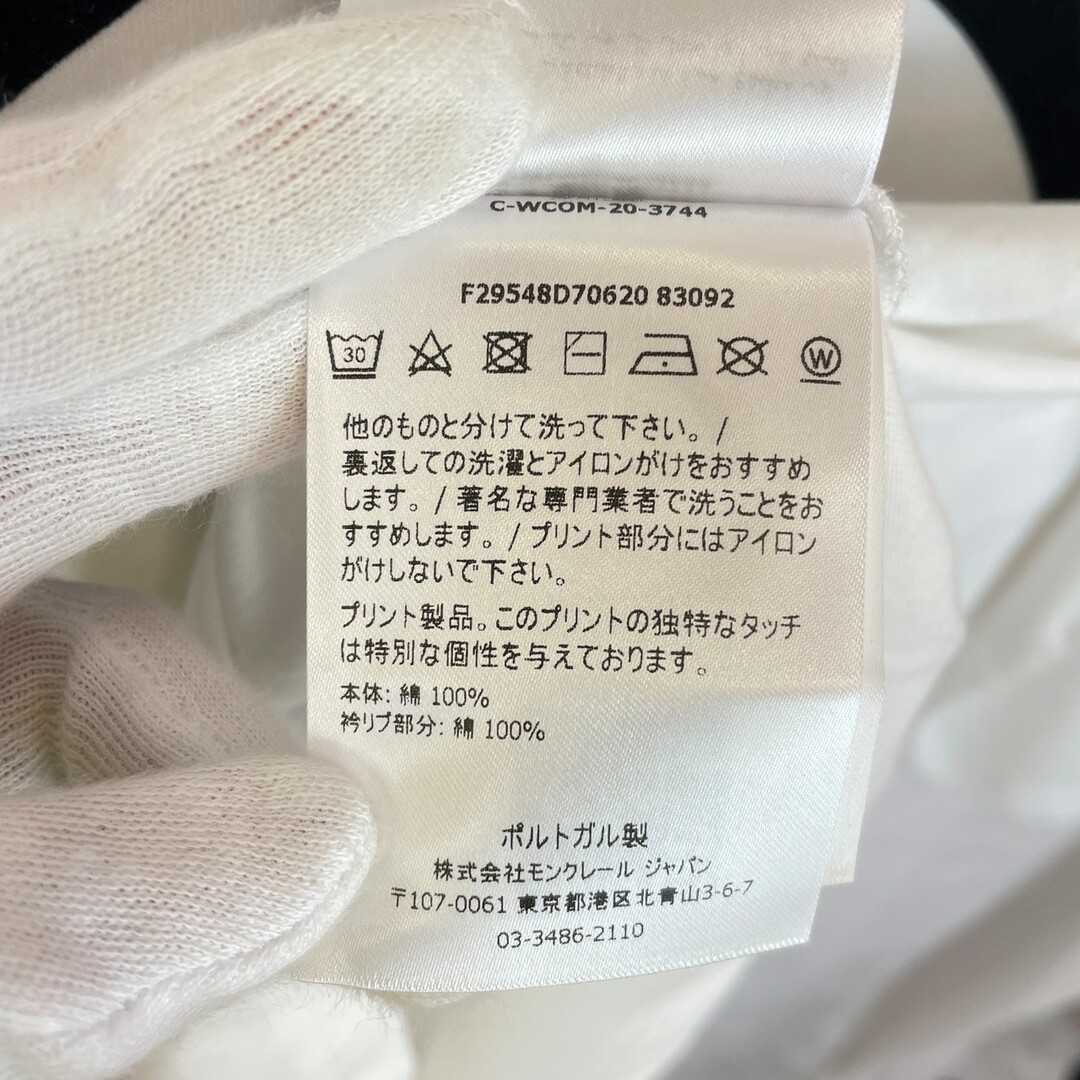 C-WCOM-20-3744
F29548D70620 83092
30
W
他のものと分けて洗って下さい。/
裏返しての洗濯とアイロンがけをおすすめ
します。/ 著名な専門業者で洗うことをお
すすめします。/ プリント部分にはアイロン
がけしないで下さい。
プリント製品。このプリントの独特なタッチ
は特別な個性を与えております。
本体: 綿 100%
衿リブ部分: 綿 100%
ポルトガル製
株式会社モンクレール ジャパン
〒107-0061 東京都港区北青山3-6-7
03-3486-2110